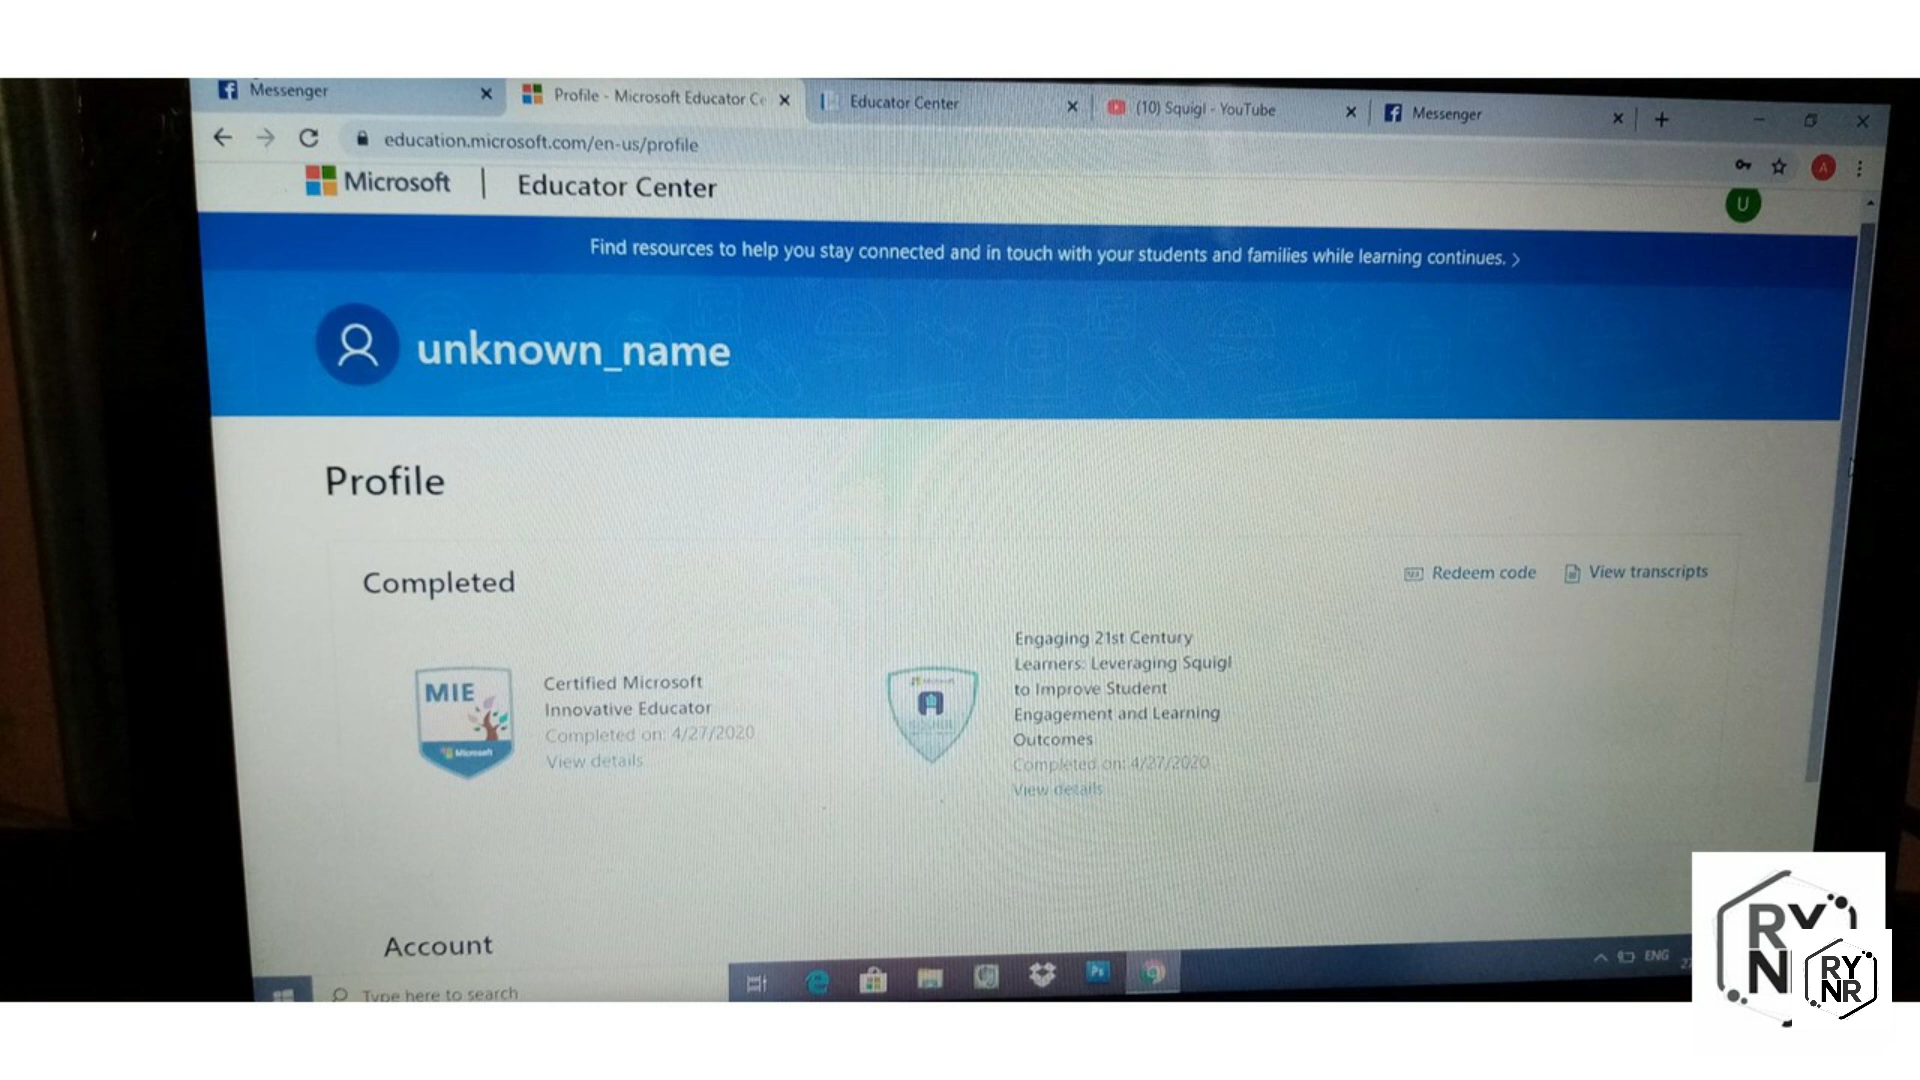 Messenger
Profile - Microsoft Educator Ce
Educator Center
(10) Squigl - YouTube
Messenger
education.microsoft.com/en-us/profile
A
Microsoft
Educator Center
U
Find resources to help you stay connected and in touch with your students and families while learning continues.
unknown_name
Profile
Completed
Redeem code
View transcripts
MIE
Microsoft
Certified Microsoft
Innovative Educator
Completed on: 4/27/2020
View details
Engaging 21st Century
Learners: Leveraging Squigl
to Improve Student
Engagement and Learning
Outcomes
Completed on: 4/27/2020
View details
Account
Type here to search
Ps
ENG
RY
N
RY
NR